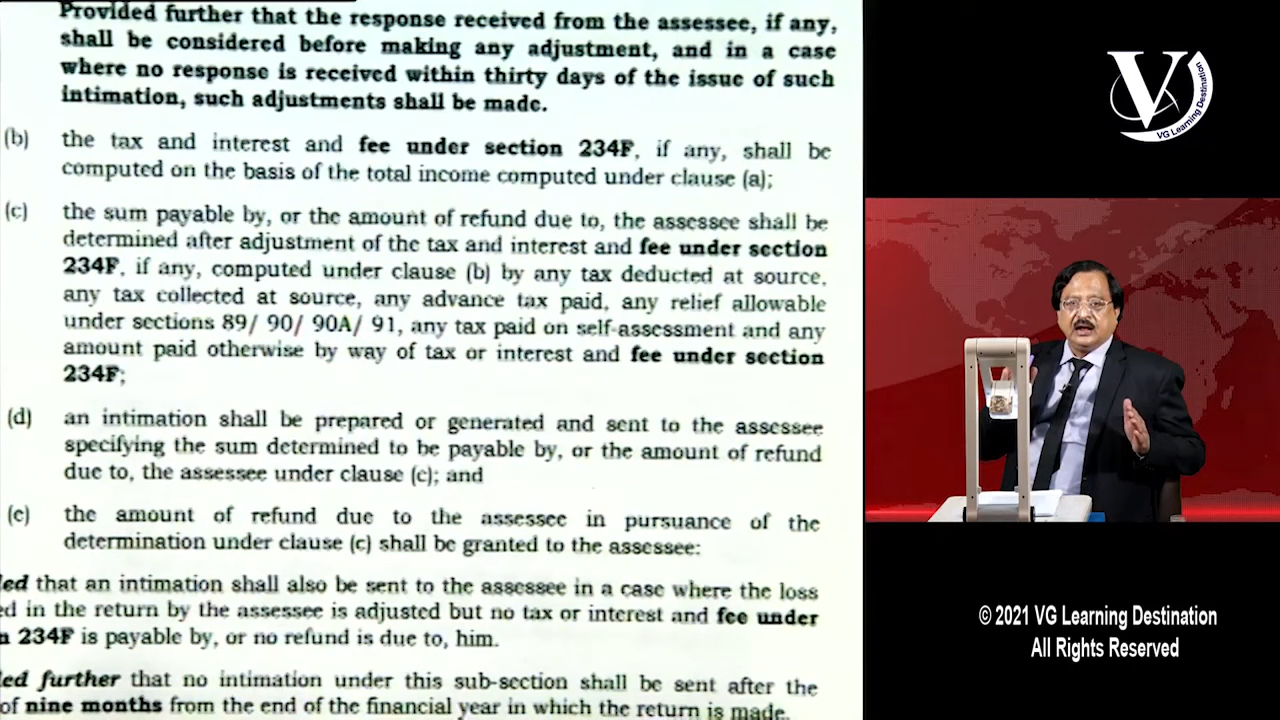 Provided further that the response received from the assessee, if any,
shall be considered before making any adjustment, and in a case
where no response is received within thirty days of the issue of such
intimation, such adjustments shall be made.
(b) the tax and interest and fee under section 234F, if any, shall be
computed on the basis of the total income computed under clause (a);
(c) the sum payable by, or the amount of refund due to, the assessee shall be
determined after adjustment of the tax and interest and fee under section
234F, if any, computed under clause (b) by any tax deducted at source,
any tax collected at source, any advance tax paid, any relief allowable
under sections 89/ 90/ 90A/ 91, any tax paid on self-assessment and any
amount paid otherwise by way of tax or interest and fee under section
234F;
(d) an intimation shall be prepared or generated and sent to the assessee
specifying the sum determined to be payable by, or the amount of refund
due to, the assessee under clause (c); and
(e) the amount of refund due to the assessee in pursuance of the
determination under clause (c) shall be granted to the assessee:
ded that an intimation shall also be sent to the assessee in a case where the loss
ed in the return by the assessee is adjusted but no tax or interest and fee under
n 234F is payable by, or no refund is due to, him.
ded further that no intimation under this sub-section shall be sent after the
of nine months from the end of the financial year in which the return is made.
V
VG Learning Destination
© 2021 VG Learning Destination
All Rights Reserved